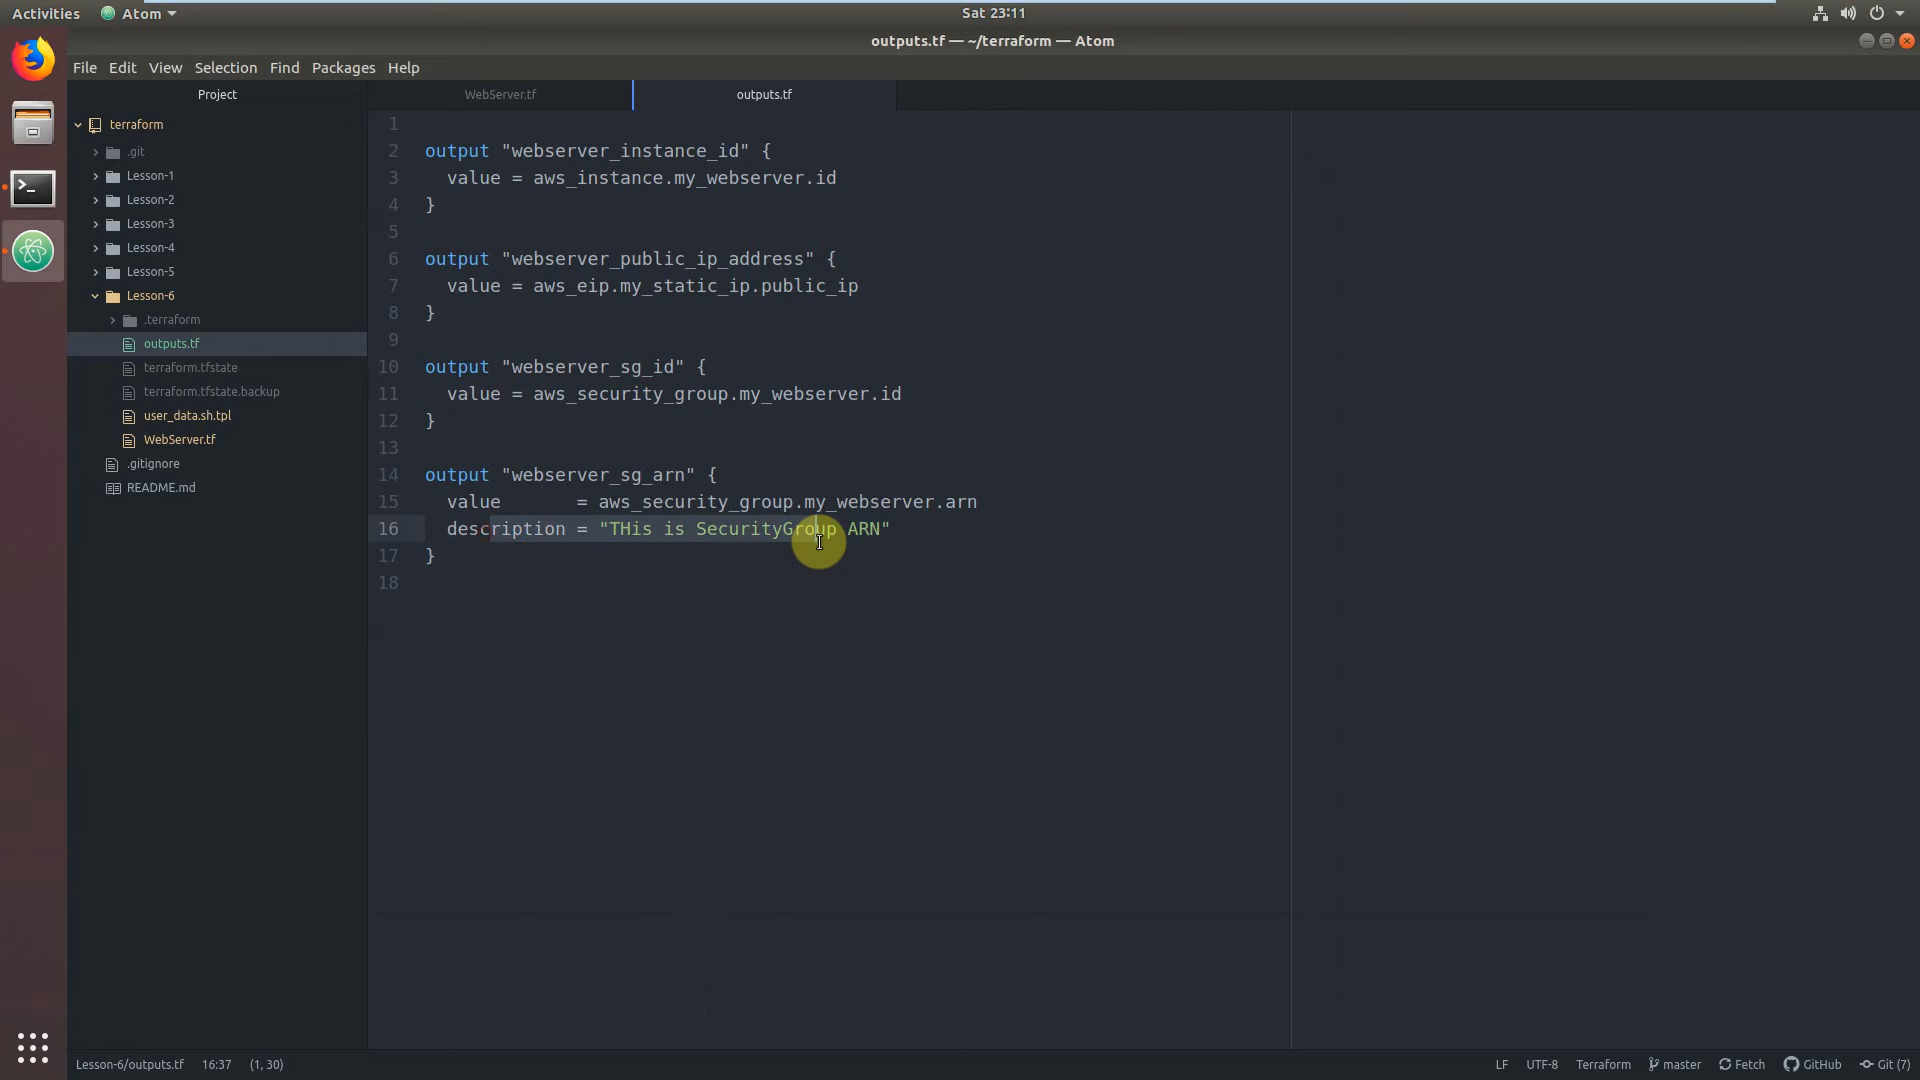 Activities Atom Sat 23:11
outputs.tf — ~/terraform — Atom
File Edit View Selection Find Packages Help
Project
WebServer.tf outputs.tf
terraform
.git
Lesson-1
Lesson-2
Lesson-3
Lesson-4
Lesson-5
Lesson-6
.terraform
outputs.tf
terraform.tfstate
terraform.tfstate.backup
user_data.sh.tpl
WebServer.tf
.gitignore
README.md
1
2 output "webserver_instance_id" {
3 value = aws_instance.my_webserver.id
4 }
5
6 output "webserver_public_ip_address" {
7 value = aws_eip.my_static_ip.public_ip
8 }
9
10 output "webserver_sg_id" {
11 value = aws_security_group.my_webserver.id
12 }
13
14 output "webserver_sg_arn" {
15 value       = aws_security_group.my_webserver.arn
16 description = "THis is SecurityGroup ARN"
17 }
18
Lesson-6/outputs.tf 16:37 (1, 30) LF UTF-8 Terraform master Fetch GitHub Git (7)